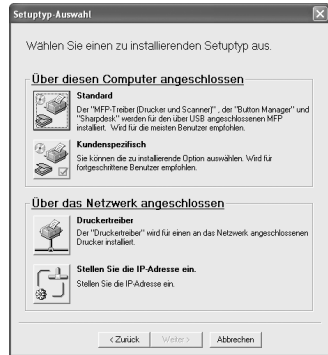 Setuptyp-Auswahl
Wählen Sie einen zu installierenden Setuptyp aus.
Über diesen Computer angeschlossen
Standard
Der "MFP-Treiber (Drucker und Scanner)" , der "Button Manager" und
"Sharpdesk" werden für den über USB angeschlossenen MFP
installiert. Wird für die meisten Benutzer empfohlen.
Kundenspezifisch
Sie können die zu installierende Option auswählen. Wird für
fortgeschrittene Benutzer empfohlen.
Über das Netzwerk angeschlossen
Druckertreiber
Der "Druckertreiber" wird für einen an das Netzwerk angeschlossenen
Drucker installiert.
Stellen Sie die IP-Adresse ein.
Stellen Sie die IP-Adresse ein.
< Zurück Weiter > Abbrechen